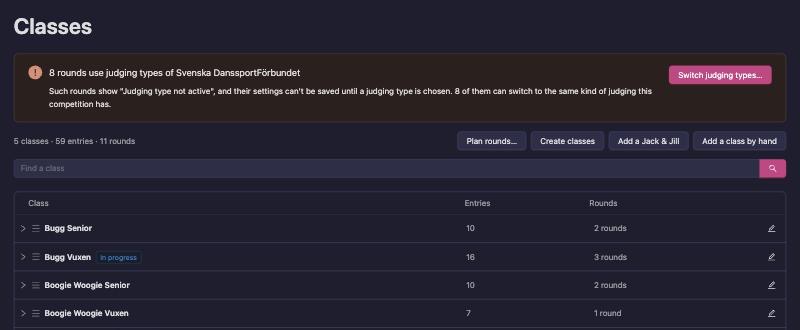 Classes
8 rounds use judging types of Svenska DanssportFörbundet
Switch judging types...
Such rounds show "Judging type not active", and their settings can't be saved until a judging type is chosen. 8 of them can switch to the same kind of judging this
competition has.
5 classes · 59 entries · 11 rounds
Plan rounds...
Create classes
Add a Jack & Jill
Add a class by hand
Find a class
Class Entries Rounds
Bugg Senior 10 2 rounds
Bugg Vuxen In progress 16 3 rounds
Boogie Woogie Senior 10 2 rounds
Boogie Woogie Vuxen 7 1 round